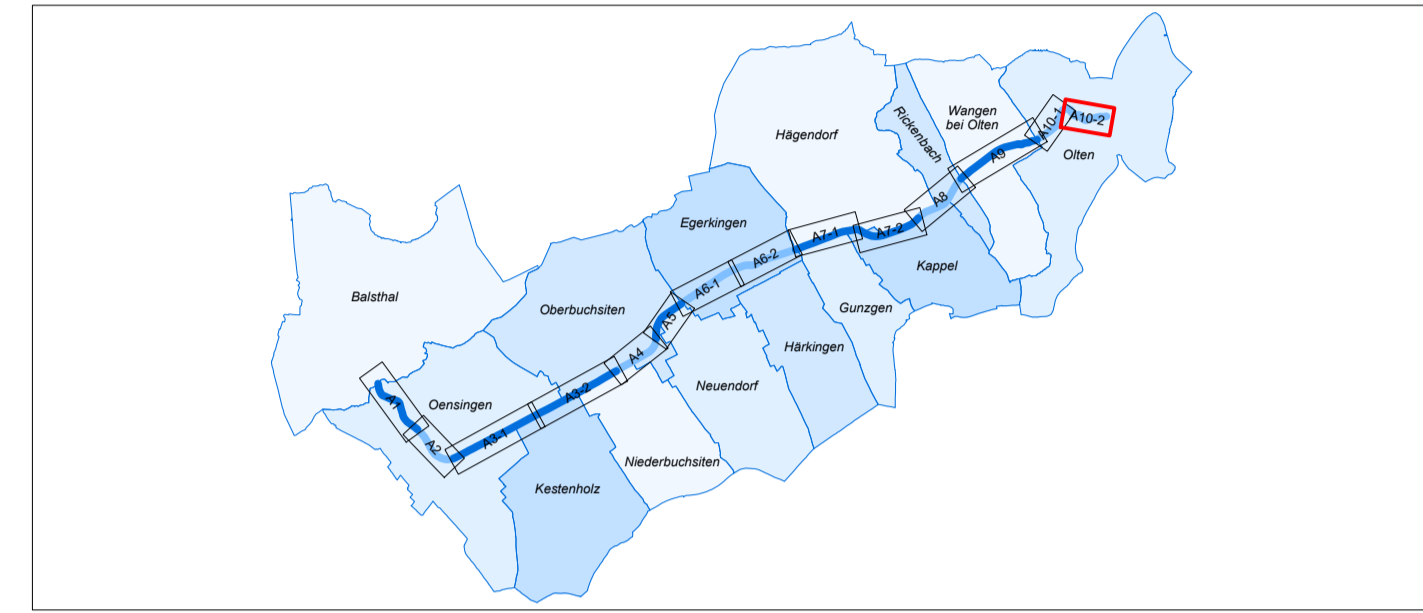 Wangen
bei Olten
Rickenbach
Hägendorf
A10-1
A10-2
Olten
A9
A8
Egerkingen
A7-1
A7-2
A6-2
Kappel
A6-1
Balsthal
Oberbuchsiten
Gunzgen
A5
Härkingen
A4
Neuendorf
A3-2
A1
Oensingen
A3-1
A2
Niederbuchsiten
Kestenholz